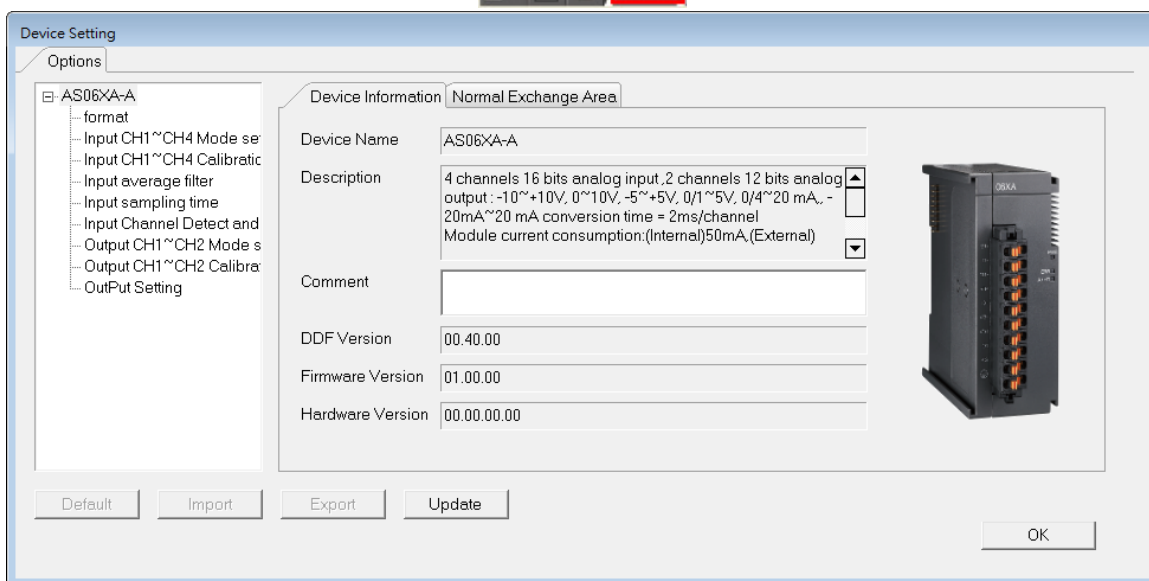 Device Setting
Options
AS06XA-A
format
Input CH1~CH4 Mode se
Input CH1~CH4 Calibratic
Input average filter
Input sampling time
Input Channel Detect and
Output CH1~CH2 Mode s
Output CH1~CH2 Calibra
OutPut Setting
Device Information
Normal Exchange Area
Device Name
AS06XA-A
Description
4 channels 16 bits analog input ,2 channels 12 bits analog
output : -10~+10V, 0~10V, -5~+5V, 0/1~5V, 0/4~20 mA,, -
20mA~20 mA conversion time = 2ms/channel
Module current consumption:(Internal)50mA,(External)
Comment
DDF Version
00.40.00
Firmware Version
01.00.00
Hardware Version
00.00.00.00
06XA
Default
Import
Export
Update
OK